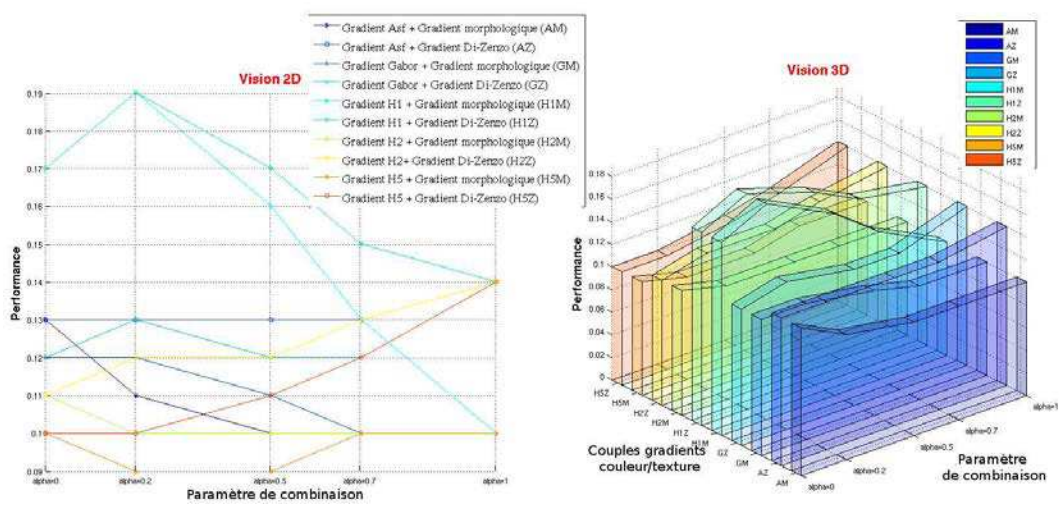 Vision 2D
Gradient Asf + Gradient morphologique (AM)
Gradient Asf + Gradient Di-Zenzo (AZ)
Gradient Gabor + Gradient morphologique (GM)
Gradient Gabor + Gradient Di-Zenzo (GZ)
Gradient H1 + Gradient morphologique (H1M)
Gradient H1 + Gradient Di-Zenzo (H1Z)
Gradient H2 + Gradient morphologique (H2M)
Gradient H2+ Gradient Di-Zenzo (H2Z)
Gradient H5 + Gradient morphologique (H5M)
Gradient H5 + Gradient Di-Zenzo (H5Z)
Performance
0.19
0.18
0.17
0.16
0.15
0.14
0.13
0.12
0.11
0.1
0.09
alpha=0
alpha=0.2
alpha=0.5
alpha=0.7
alpha=1
Paramètre de combinaison
Vision 3D
AM
AZ
GM
GZ
H1M
H1Z
H2M
H2Z
H5M
H5Z
Performance
0.18
0.16
0.14
0.12
0.1
0.08
0.06
0.04
0.02
0
H5Z
H5M
H2Z
H2M
H1Z
H1M
GZ
GM
AZ
AM
Couples gradients
couleur/texture
alpha=0
alpha=0.2
alpha=0.5
alpha=0.7
alpha=1
Paramètre
de combinaison